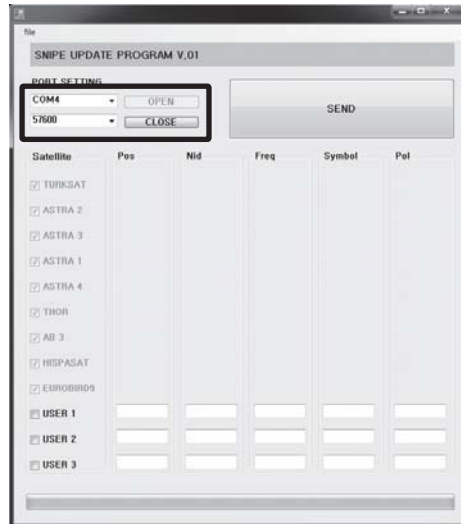 file
SNIPE UPDATE PROGRAM V.01
PORT SETTING
COM4 OPEN
SEND
57600 CLOSE
Satellite Pos Nid Freq Symbol Pol
TURKSAT
ASTRA 2
ASTRA 3
ASTRA 1
ASTRA 4
THOR
AB 3
HISPASAT
EUROBIRD9
USER 1
USER 2
USER 3